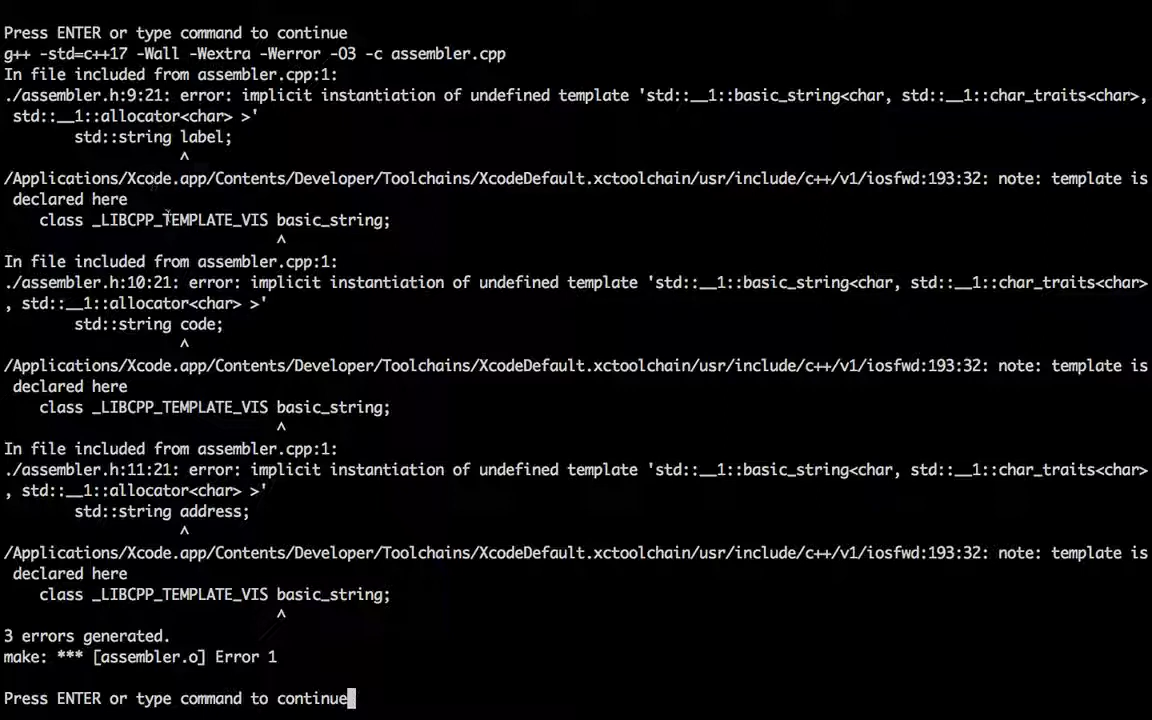 Press ENTER or type command to continue
g++ -std=c++17 -Wall -Wextra -Werror -O3 -c assembler.cpp
In file included from assembler.cpp:1:
./assembler.h:9:21: error: implicit instantiation of undefined template 'std::__1::basic_string<char, std::__1::char_traits<char>,
std::__1::allocator<char> >'
std::string label;
^
/Applications/Xcode.app/Contents/Developer/Toolchains/XcodeDefault.xctoolchain/usr/include/c++/v1/iosfwd:193:32: note: template is
declared here
class _LIBCPP_TEMPLATE_VIS basic_string;
^
In file included from assembler.cpp:1:
./assembler.h:10:21: error: implicit instantiation of undefined template 'std::__1::basic_string<char, std::__1::char_traits<char>
, std::__1::allocator<char> >'
std::string code;
^
/Applications/Xcode.app/Contents/Developer/Toolchains/XcodeDefault.xctoolchain/usr/include/c++/v1/iosfwd:193:32: note: template is
declared here
class _LIBCPP_TEMPLATE_VIS basic_string;
^
In file included from assembler.cpp:1:
./assembler.h:11:21: error: implicit instantiation of undefined template 'std::__1::basic_string<char, std::__1::char_traits<char>
, std::__1::allocator<char> >'
std::string address;
^
/Applications/Xcode.app/Contents/Developer/Toolchains/XcodeDefault.xctoolchain/usr/include/c++/v1/iosfwd:193:32: note: template is
declared here
class _LIBCPP_TEMPLATE_VIS basic_string;
^
3 errors generated.
make: *** [assembler.o] Error 1
Press ENTER or type command to continue